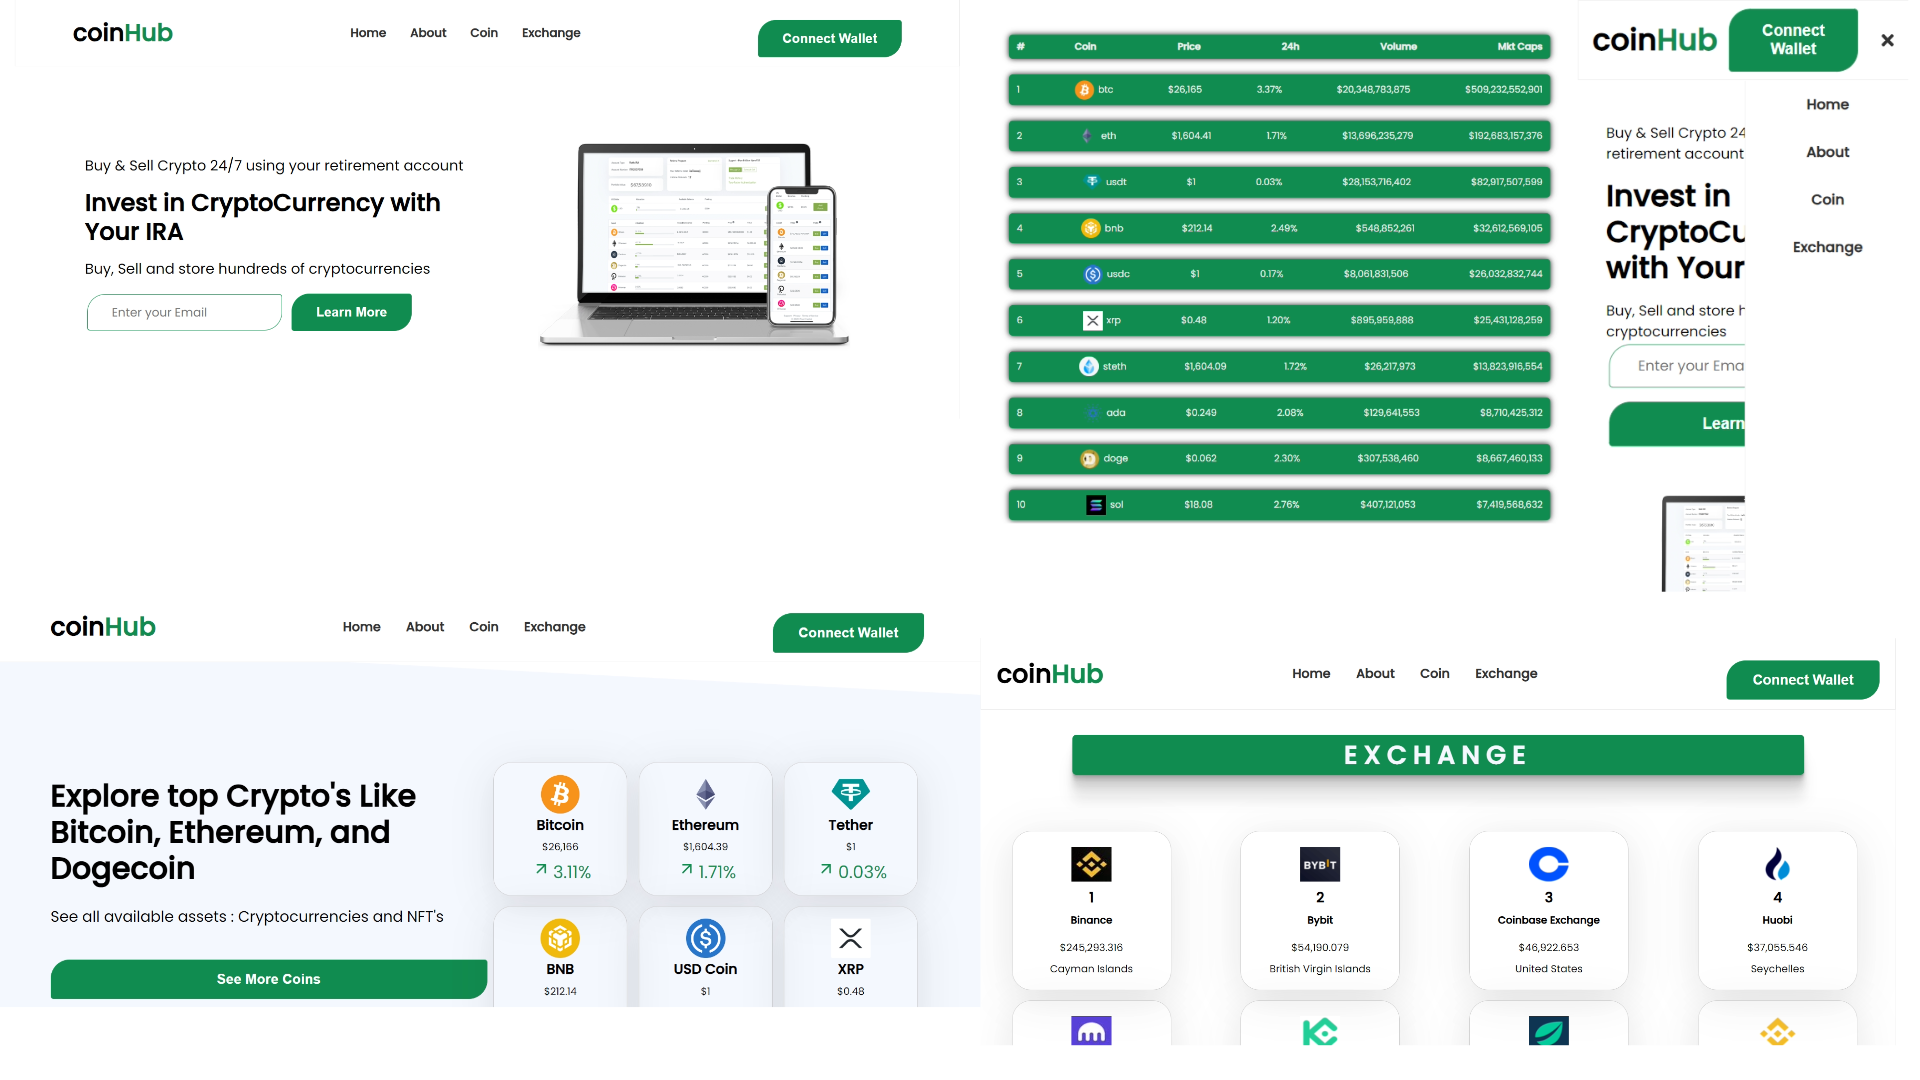 coinHub
Home About Coin Exchange
Connect Wallet
Buy & Sell Crypto 24/7 using your retirement account
Invest in CryptoCurrency with
Your IRA
Buy, Sell and store hundreds of cryptocurrencies
Enter your Email Learn More
# Coin Price 24h Volume Mkt Caps
1 btc $26,165 3.37% $20,348,783,875 $509,232,552,901
2 eth $1,604.41 1.71% $13,696,235,279 $192,683,157,376
3 usdt $1 0.03% $28,153,716,402 $82,917,507,599
4 bnb $212.14 2.49% $548,852,261 $32,612,569,105
5 usdc $1 0.17% $8,061,831,506 $26,032,832,744
6 xrp $0.48 1.20% $895,959,888 $25,431,128,259
7 steth $1,604.09 1.72% $26,217,973 $13,823,916,554
8 ada $0.249 2.08% $129,641,553 $8,710,425,312
9 doge $0.062 2.30% $307,538,460 $8,667,460,133
10 sol $18.08 2.76% $407,121,053 $7,419,568,632
coinHub
Connect
Wallet
Home
About
Coin
Exchange
Buy & Sell Crypto 24
retirement account
Invest in
CryptoCu
with Your
Buy, Sell and store h
cryptocurrencies
Enter your Ema
Learn
coinHub
Home About Coin Exchange
Connect Wallet
Explore top Crypto's Like
Bitcoin, Ethereum, and
Dogecoin
See all available assets : Cryptocurrencies and NFT's
See More Coins
Bitcoin Ethereum Tether
$26,166 $1,604.39 $1
3.11% 1.71% 0.03%
BNB USD Coin XRP
$212.14 $1 $0.48
coinHub
Home About Coin Exchange
Connect Wallet
EXCHANGE
BYBIT
1 2 3 4
Binance Bybit Coinbase Exchange Huobi
$245,293.316 $54,190.079 $46,922.653 $37,055.546
Cayman Islands British Virgin Islands United States Seychelles